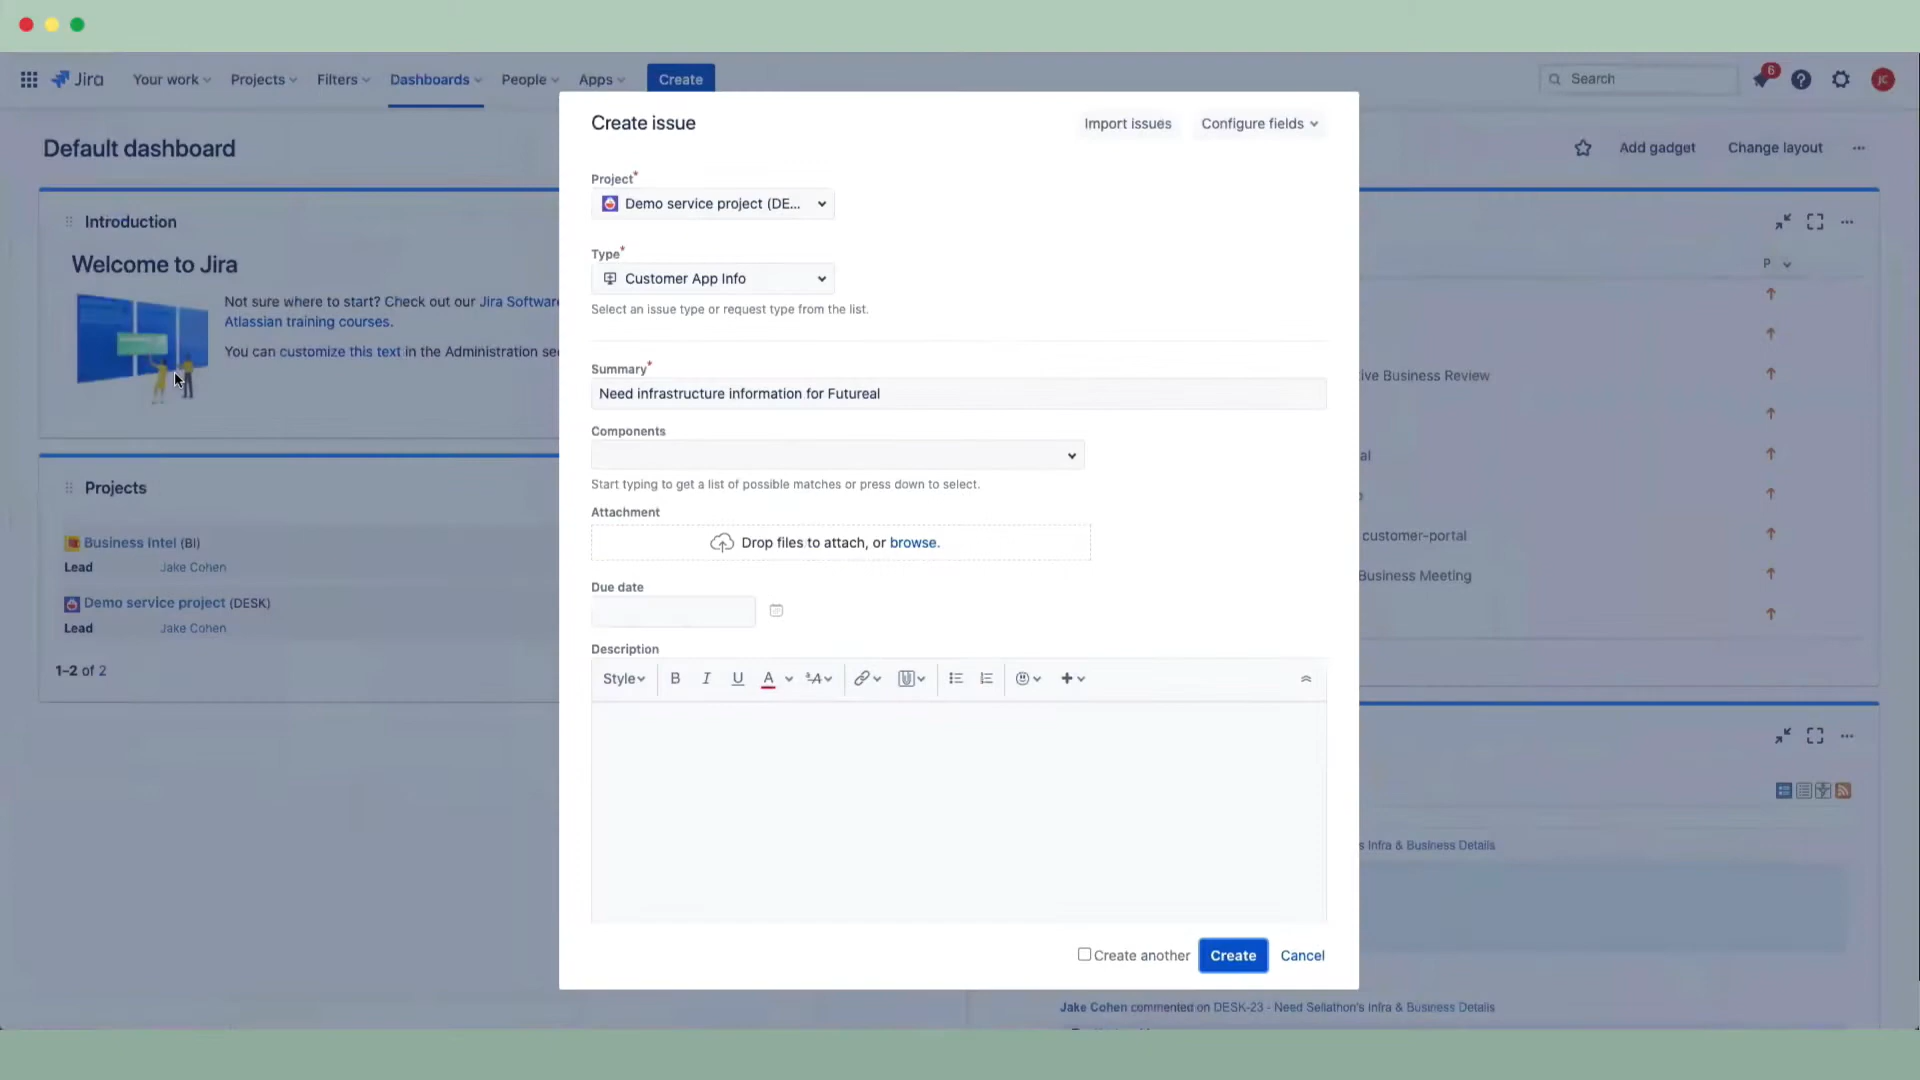 Jira
Your work
Projects
Filters
Dashboards
People
Apps
Create
Search
6
JC
Default dashboard
Add gadget
Change layout
Introduction
Welcome to Jira
Not sure where to start? Check out our Jira Software
Atlassian training courses.
You can customize this text in the Administration
Projects
Business Intel (BI)
Lead Jake Cohen
Demo service project (DESK)
Lead Jake Cohen
1–2 of 2
Create issue
Import issues
Configure fields
Project*
Demo service project (DE...
Type*
Customer App Info
Select an issue type or request type from the list.
Summary*
Need infrastructure information for Futureal
Components
Start typing to get a list of possible matches or press down to select.
Attachment
Drop files to attach, or browse.
Due date
Description
Style
B I U A
Create another
Create
Cancel
P
Business Review
customer-portal
Business Meeting
Infra & Business Details
Jake Cohen commented on DESK-23 - Need Sellathon's Infra & Business Details